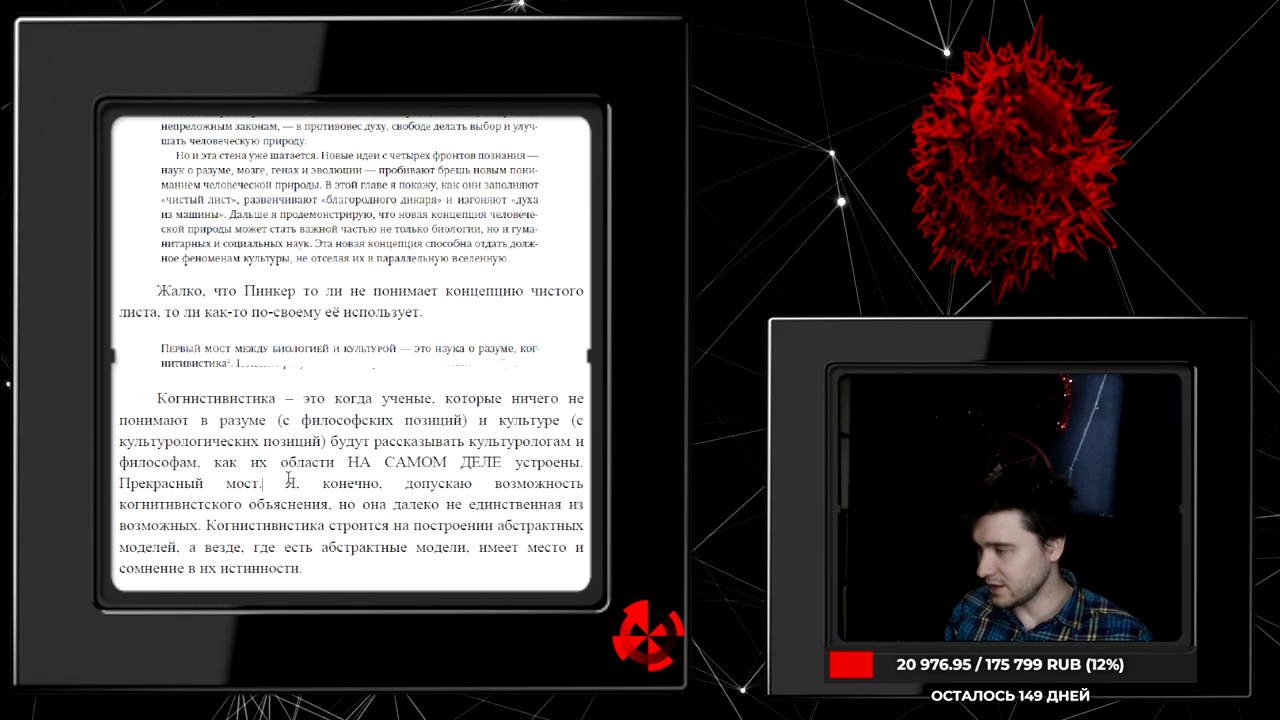 непреложным законам, — в противовес духу, свободе делать выбор и улуч-
шать человеческую природу.
Но и эта стена уже шатается. Новые идеи с четырех фронтов познания —
наук о разуме, мозге, генах и эволюции — пробивают брешь новым пони-
манием человеческой природы. В этой главе я покажу, как они заполняют
«чистый лист», развенчивают «благородного дикаря» и изгоняют «духа
из машины». Дальше я продемонстрирую, что новая концепция человече-
ской природы может стать важной частью не только биологии, но и гума-
нитарных и социальных наук. Эта новая концепция способна отдать долж-
ное феноменам культуры, не отселяя их в параллельную вселенную.
Жалко, что Пинкер то ли не понимает концепцию чистого
листа, то ли как-то по-своему её использует.
Первый мост между биологией и культурой — это наука о разуме, ког-
нитивистика².
Когнистивистика – это когда ученые, которые ничего не
понимают в разуме (с философских позиций) и культуре (с
культурологических позиций) будут рассказывать культурологам и
философам, как их области НА САМОМ ДЕЛЕ устроены.
Прекрасный мост. Я, конечно, допускаю возможность
когнитивистского объяснения, но она далеко не единственная из
возможных. Когнистивистика строится на построении абстрактных
моделей, а везде, где есть абстрактные модели, имеет место и
сомнение в их истинности.
20 976.95 / 175 799 RUB (12%)
ОСТАЛОСЬ 149 ДНЕЙ